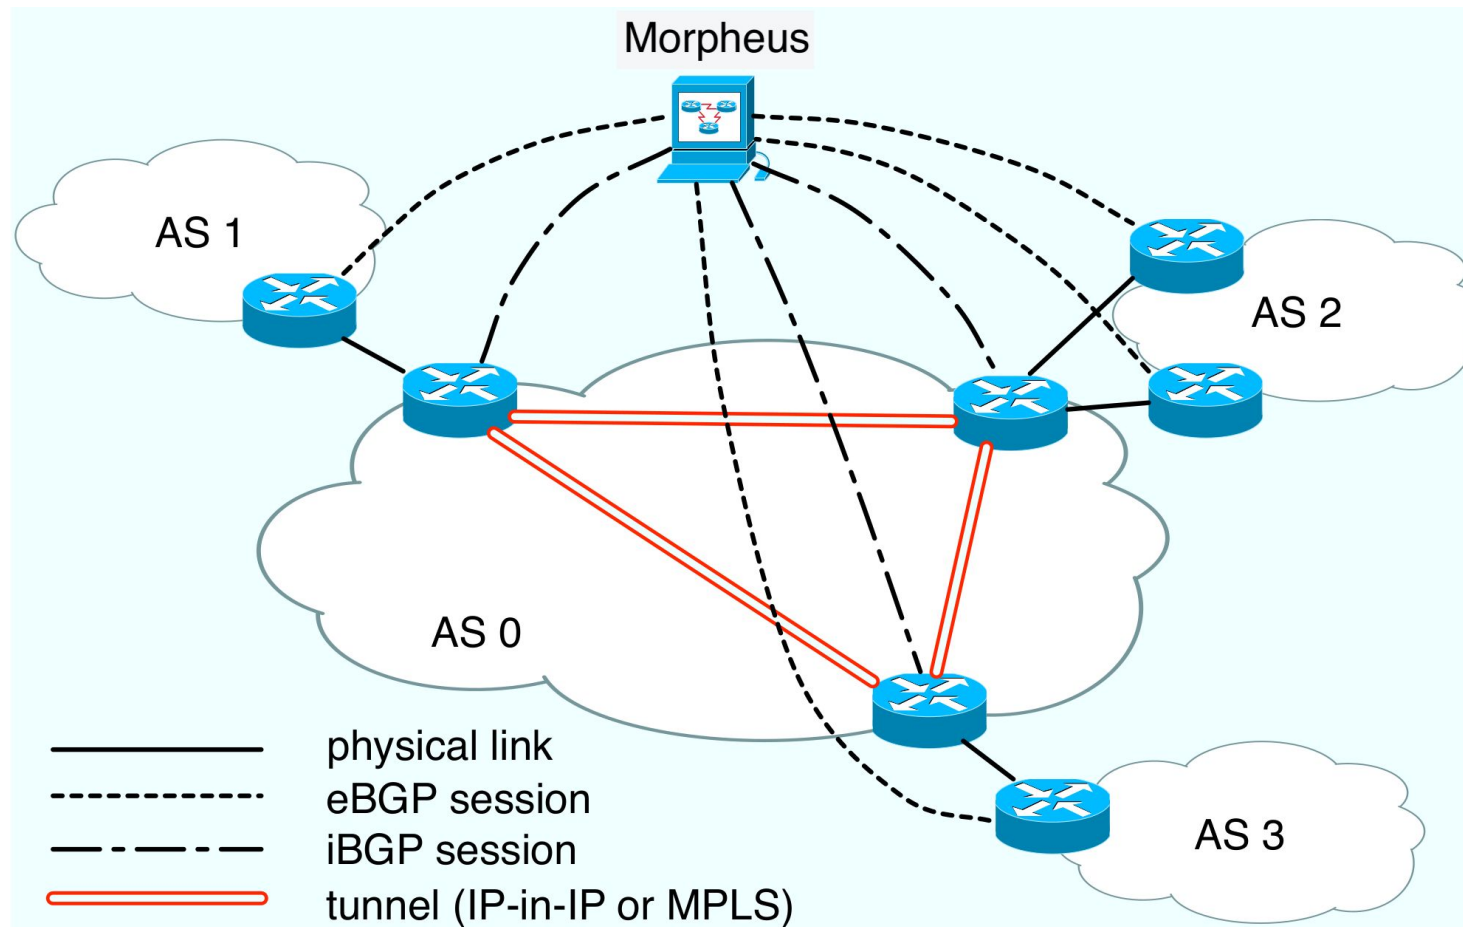 Morpheus
AS 1
AS 2
AS 0
AS 3
physical link
eBGP session
iBGP session
tunnel (IP-in-IP or MPLS)